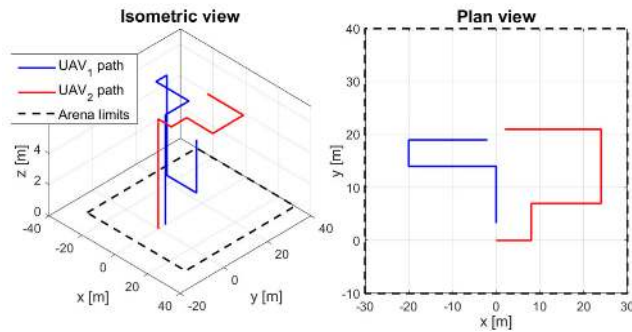 Isometric view
UAV1 path
UAV2 path
Arena limits
z [m]
4
2
0
-40
-20
0
20
40
x [m]
-20
0
20
40
y [m]
Plan view
40
30
20
10
0
-10
y [m]
-30
-20
-10
0
10
20
30
x [m]